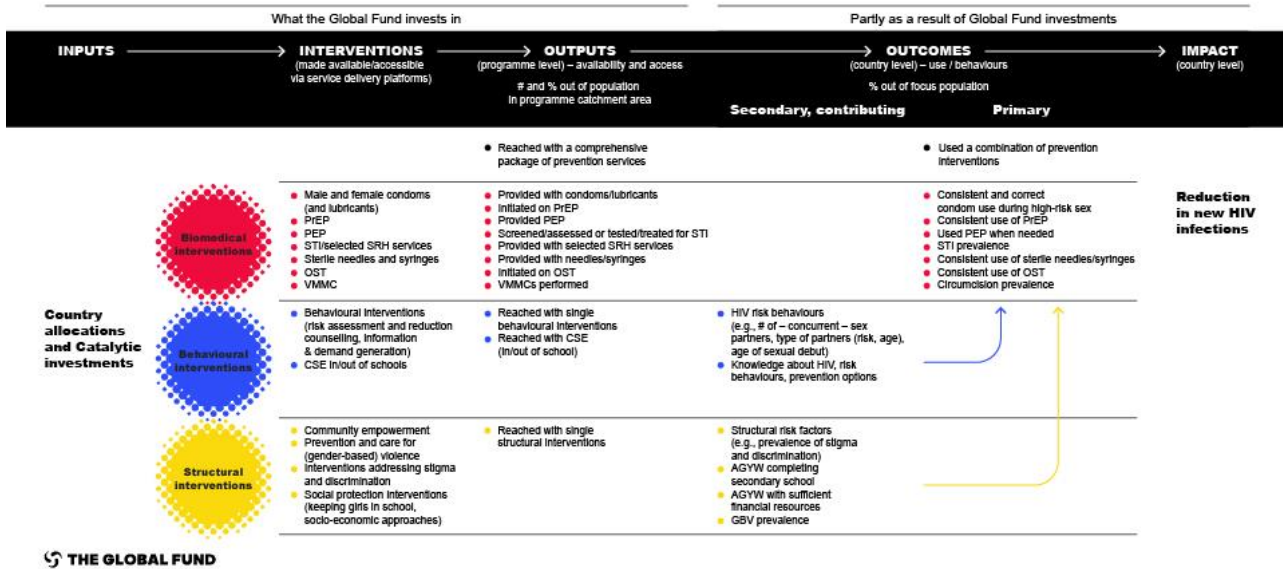 What the Global Fund invests in
Partly as a result of Global Fund investments
INPUTS
INTERVENTIONS
(made available/accessible
via service delivery platforms)
OUTPUTS
(programme level) – availability and access
# and % out of population
in programme catchment area
OUTCOMES
(country level) – use / behaviours
% out of focus population
Secondary, contributing
Primary
IMPACT
(country level)
Reached with a comprehensive
package of prevention services
Used a combination of prevention
interventions
Country
allocations
and Catalytic
investments
Biomedical
interventions
Male and female condoms
(and lubricants)
PrEP
PEP
STI/selected SRH services
Sterile needles and syringes
OST
VMMC
Provided with condoms/lubricants
Initiated on PrEP
Provided PEP
Screened/assessed or tested/treated for STI
Provided with selected SRH services
Provided with needles/syringes
Initiated on OST
VMMCs performed
Consistent and correct
condom use during high-risk sex
Consistent use of PrEP
Used PEP when needed
STI prevalence
Consistent use of sterile needles/syringes
Consistent use of OST
Circumcision prevalence
Reduction
in new HIV
infections
Behavioural
interventions
Behavioural interventions
(risk assessment and reduction
counselling, information
& demand generation)
CSE in/out of schools
Reached with single
behavioural interventions
Reached with CSE
(in/out of school)
HIV risk behaviours
(e.g., # of – concurrent – sex
partners, type of partners (risk, age),
age of sexual debut)
Knowledge about HIV, risk
behaviours, prevention options
Structural
interventions
Community empowerment
Prevention and care for
(gender-based) violence
Interventions addressing stigma
and discrimination
Social protection interventions
(keeping girls in school,
socio-economic approaches)
Reached with single
structural interventions
Structural risk factors
(e.g., prevalence of stigma
and discrimination)
AGYW completing
secondary school
AGYW with sufficient
financial resources
GBV prevalence
THE GLOBAL FUND